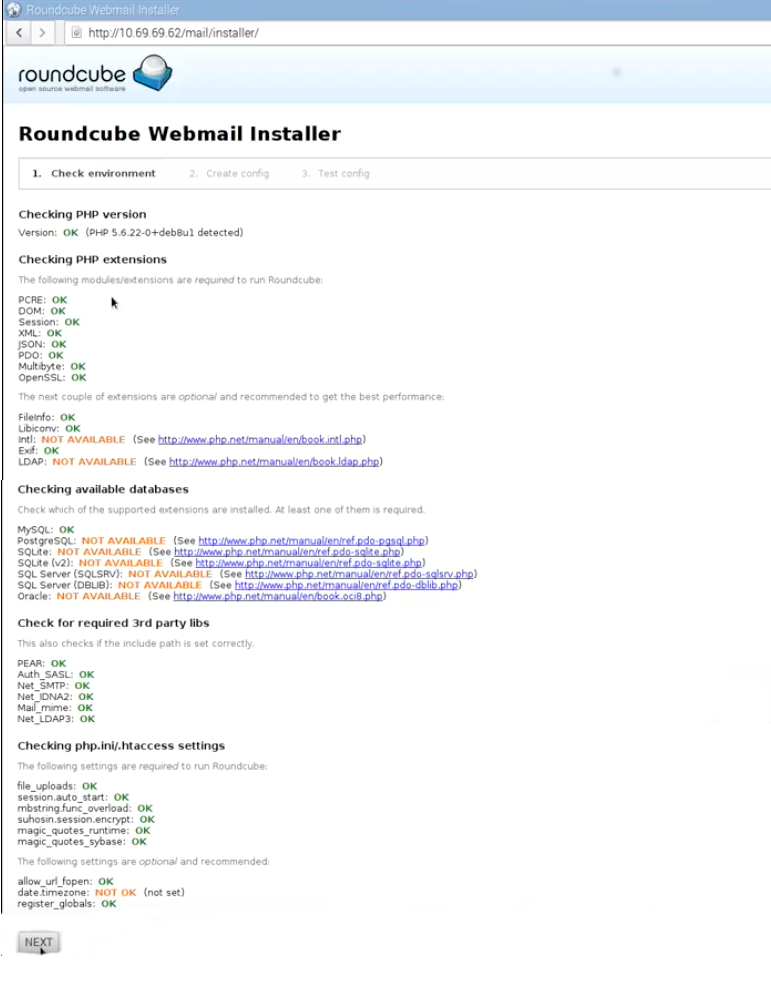 Roundcube Webmail Installer
http://10.69.69.62/mail/installer/
roundcube
open source webmail software
Roundcube Webmail Installer
1. Check environment 2. Create config 3. Test config
Checking PHP version
Version: OK (PHP 5.6.22-0+deb8u1 detected)
Checking PHP extensions
The following modules/extensions are required to run Roundcube:
PCRE: OK
DOM: OK
Session: OK
XML: OK
JSON: OK
PDO: OK
Multibyte: OK
OpenSSL: OK
The next couple of extensions are optional and recommended to get the best performance:
FileInfo: OK
Libiconv: OK
Intl: NOT AVAILABLE (See http://www.php.net/manual/en/book.intl.php)
Exif: OK
LDAP: NOT AVAILABLE (See http://www.php.net/manual/en/book.ldap.php)
Checking available databases
Check which of the supported extensions are installed. At least one of them is required.
MySQL: OK
PostgreSQL: NOT AVAILABLE (See http://www.php.net/manual/en/ref.pdo-pgsql.php)
SQLite: NOT AVAILABLE (See http://www.php.net/manual/en/ref.pdo-sqlite.php)
SQLite (v2): NOT AVAILABLE (See http://www.php.net/manual/en/ref.pdo-sqlite.php)
SQL Server (SQLSRV): NOT AVAILABLE (See http://www.php.net/manual/en/ref.pdo-sqlsrv.php)
SQL Server (DBLIB): NOT AVAILABLE (See http://www.php.net/manual/en/ref.pdo-dblib.php)
Oracle: NOT AVAILABLE (See http://www.php.net/manual/en/book.oci8.php)
Check for required 3rd party libs
This also checks if the include path is set correctly.
PEAR: OK
Auth_SASL: OK
Net_SMTP: OK
Net_IDNA2: OK
Mail_mime: OK
Net_LDAP3: OK
Checking php.ini/.htaccess settings
The following settings are required to run Roundcube:
file_uploads: OK
session.auto_start: OK
mbstring.func_overload: OK
suhosin.session.encrypt: OK
magic_quotes_runtime: OK
magic_quotes_sybase: OK
The following settings are optional and recommended:
allow_url_fopen: OK
date.timezone: NOT OK (not set)
register_globals: OK
NEXT